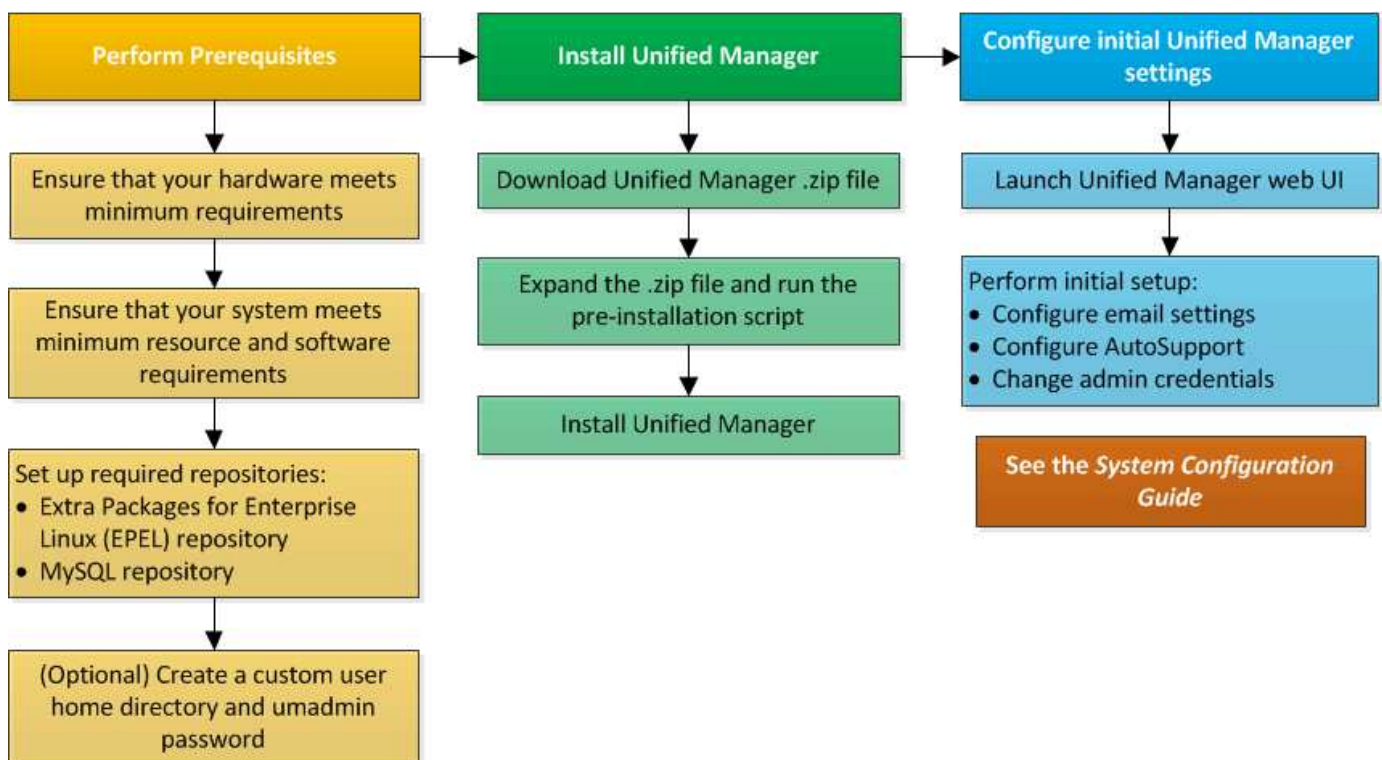 Perform Prerequisites
Install Unified Manager
Configure initial Unified Manager
settings
Ensure that your hardware meets
minimum requirements
Ensure that your system meets
minimum resource and software
requirements
Set up required repositories:
• Extra Packages for Enterprise
Linux (EPEL) repository
• MySQL repository
(Optional) Create a custom user
home directory and umadmin
password
Download Unified Manager .zip file
Expand the .zip file and run the
pre-installation script
Install Unified Manager
Launch Unified Manager web UI
Perform initial setup:
• Configure email settings
• Configure AutoSupport
• Change admin credentials
See the System Configuration
Guide